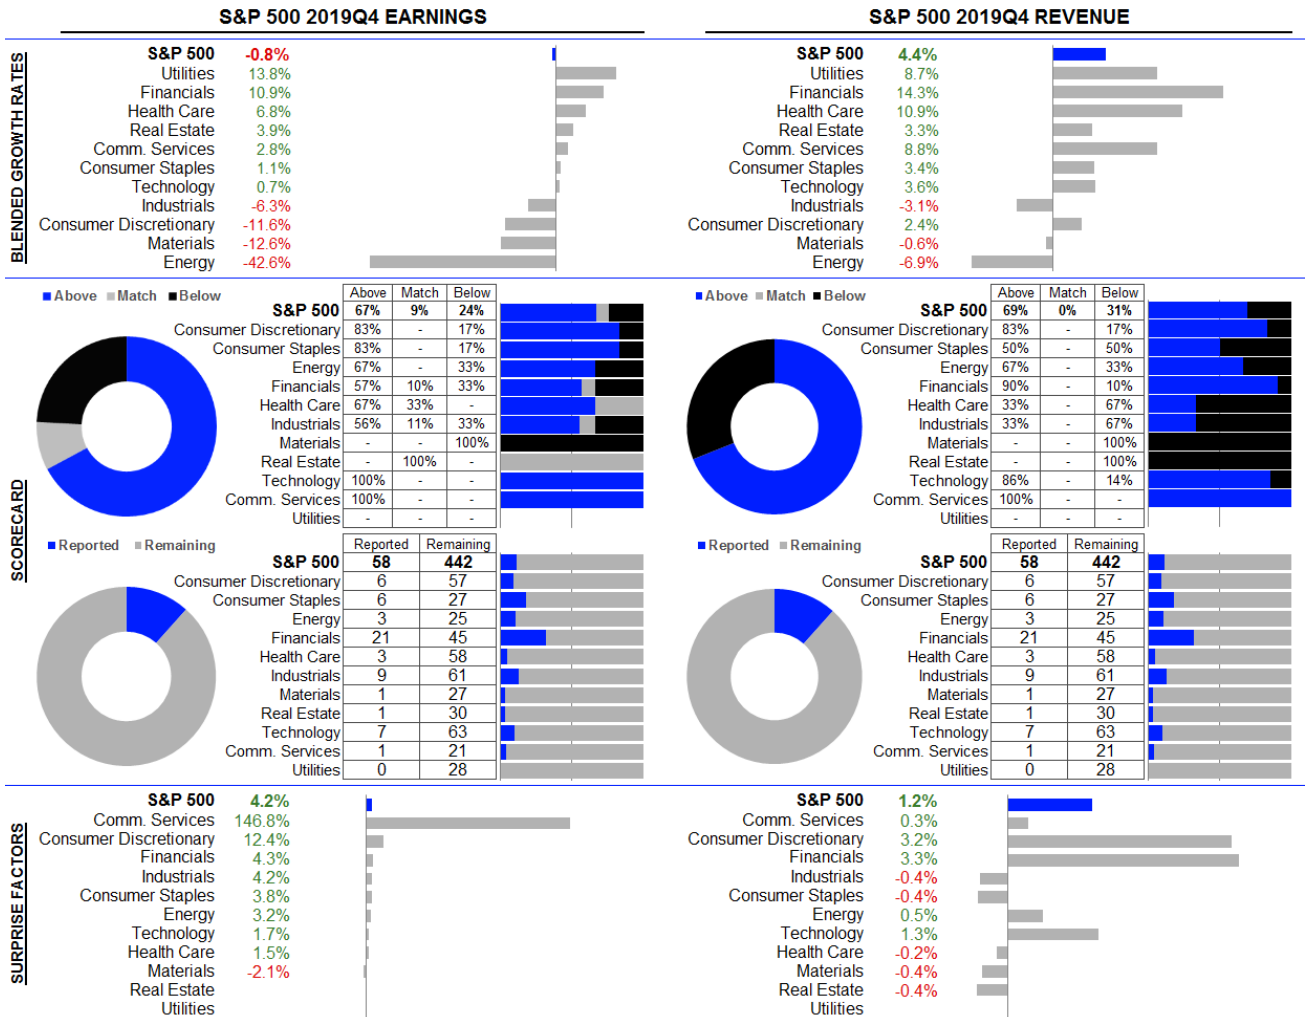 S&P 500 2019Q4 EARNINGS
S&P 500 2019Q4 REVENUE
BLENDED GROWTH RATES
S&P 500 -0.8%
Utilities 13.8%
Financials 10.9%
Health Care 6.8%
Real Estate 3.9%
Comm. Services 2.8%
Consumer Staples 1.1%
Technology 0.7%
Industrials -6.3%
Consumer Discretionary -11.6%
Materials -12.6%
Energy -42.6%
S&P 500 4.4%
Utilities 8.7%
Financials 14.3%
Health Care 10.9%
Real Estate 3.3%
Comm. Services 8.8%
Consumer Staples 3.4%
Technology 3.6%
Industrials -3.1%
Consumer Discretionary 2.4%
Materials -0.6%
Energy -6.9%
SCORECARD
Above Match Below
Above Match Below
S&P 500 67% 9% 24%
Consumer Discretionary 83% - 17%
Consumer Staples 83% - 17%
Energy 67% - 33%
Financials 57% 10% 33%
Health Care 67% 33% -
Industrials 56% 11% 33%
Materials - - 100%
Real Estate - 100% -
Technology 100% - -
Comm. Services 100% - -
Utilities - - -
Above Match Below
Above Match Below
S&P 500 69% 0% 31%
Consumer Discretionary 83% - 17%
Consumer Staples 50% - 50%
Energy 67% - 33%
Financials 90% - 10%
Health Care 33% - 67%
Industrials 33% - 67%
Materials - - 100%
Real Estate - - 100%
Technology 86% - 14%
Comm. Services 100% - -
Utilities - - -
Reported Remaining
Reported Remaining
S&P 500 58 442
Consumer Discretionary 6 57
Consumer Staples 6 27
Energy 3 25
Financials 21 45
Health Care 3 58
Industrials 9 61
Materials 1 27
Real Estate 1 30
Technology 7 63
Comm. Services 1 21
Utilities 0 28
Reported Remaining
Reported Remaining
S&P 500 58 442
Consumer Discretionary 6 57
Consumer Staples 6 27
Energy 3 25
Financials 21 45
Health Care 3 58
Industrials 9 61
Materials 1 27
Real Estate 1 30
Technology 7 63
Comm. Services 1 21
Utilities 0 28
SURPRISE FACTORS
S&P 500 4.2%
Comm. Services 146.8%
Consumer Discretionary 12.4%
Financials 4.3%
Industrials 4.2%
Consumer Staples 3.8%
Energy 3.2%
Technology 1.7%
Health Care 1.5%
Materials -2.1%
Real Estate
Utilities
S&P 500 1.2%
Comm. Services 0.3%
Consumer Discretionary 3.2%
Financials 3.3%
Industrials -0.4%
Consumer Staples -0.4%
Energy 0.5%
Technology 1.3%
Health Care -0.2%
Materials -0.4%
Real Estate -0.4%
Utilities